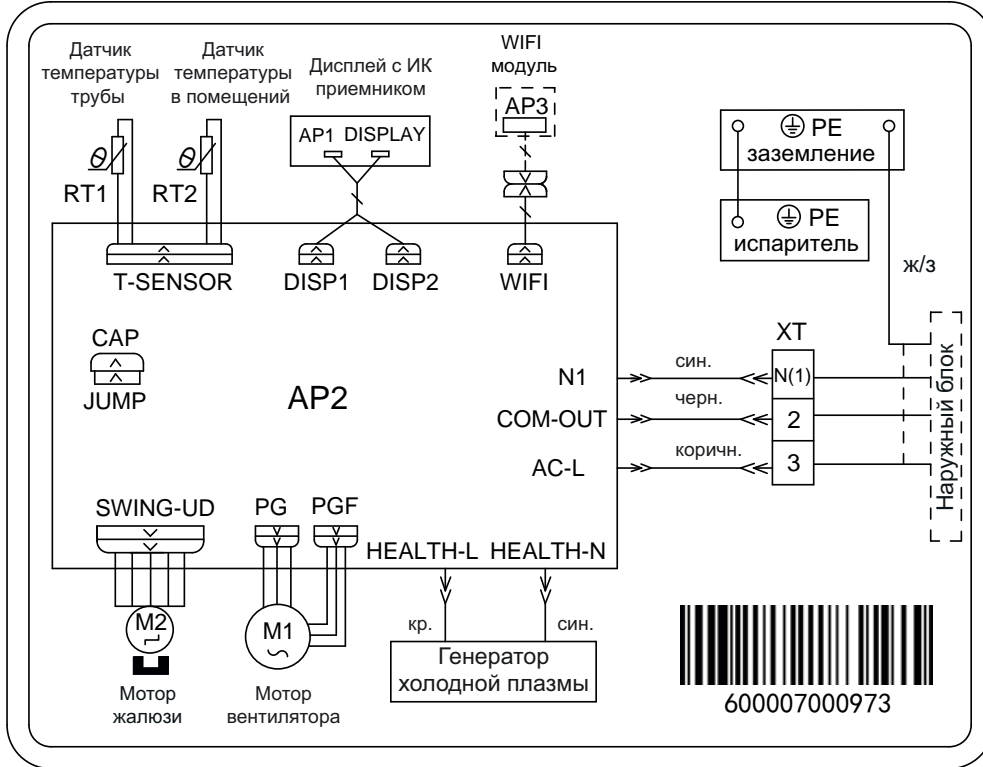 Датчик
температуры
трубы
Датчик
температуры
в помещений
Дисплей с ИК
приемником
WIFI
модуль
AP1 DISPLAY
AP3
RT1
RT2
PE
заземление
PE
испаритель
ж/з
T-SENSOR
DISP1
DISP2
WIFI
CAP
JUMP
AP2
XT
N1
син.
N(1)
COM-OUT
черн.
2
AC-L
коричн.
3
Наружный блок
SWING-UD
PG
PGF
HEALTH-L
HEALTH-N
M2
M1
кр.
син.
Генератор
холодной плазмы
Мотор
жалюзи
Мотор
вентилятора
600007000973